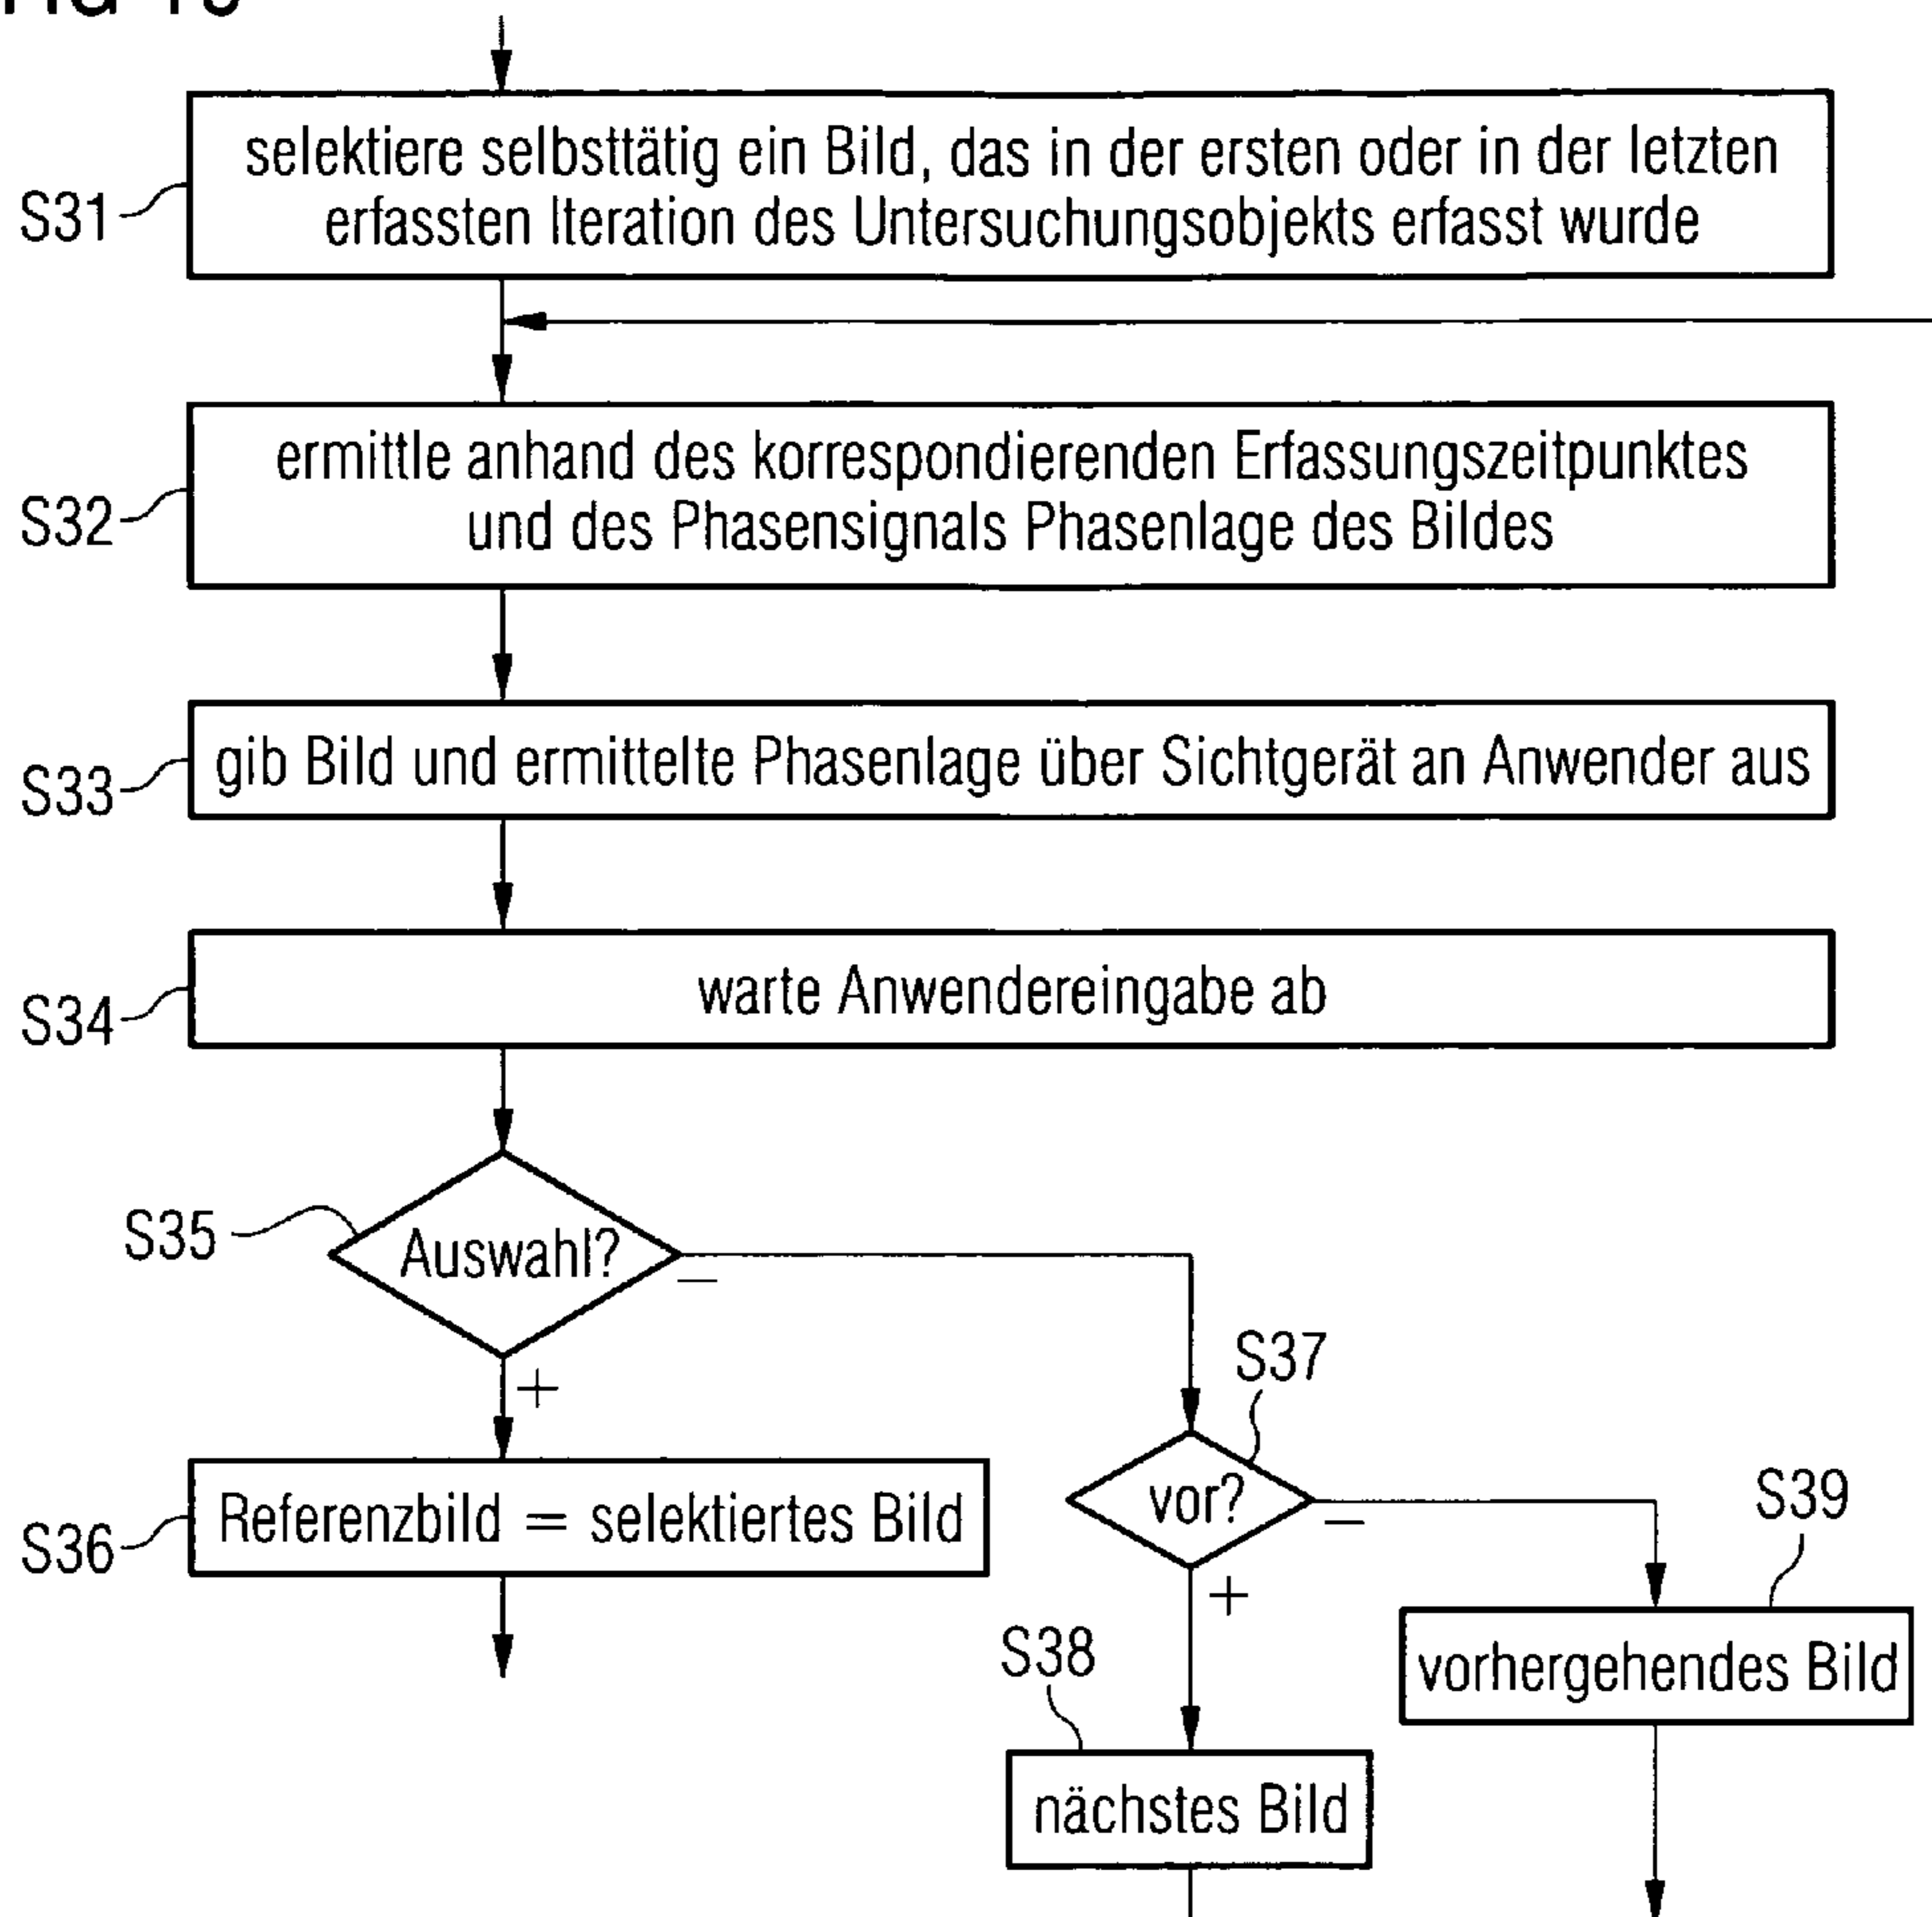 S31
selektiere selbsttätig ein Bild, das in der ersten oder in der letzten
erfassten Iteration des Untersuchungsobjekts erfasst wurde
S32
ermittle anhand des korrespondierenden Erfassungszeitpunktes
und des Phasensignals Phasenlage des Bildes
S33
gib Bild und ermittelte Phasenlage über Sichtgerät an Anwender aus
S34
warte Anwendereingabe ab
S35
Auswahl?
–
+
S37
vor?
–
+
S36
Referenzbild = selektiertes Bild
S39
vorhergehendes Bild
S38
nächstes Bild